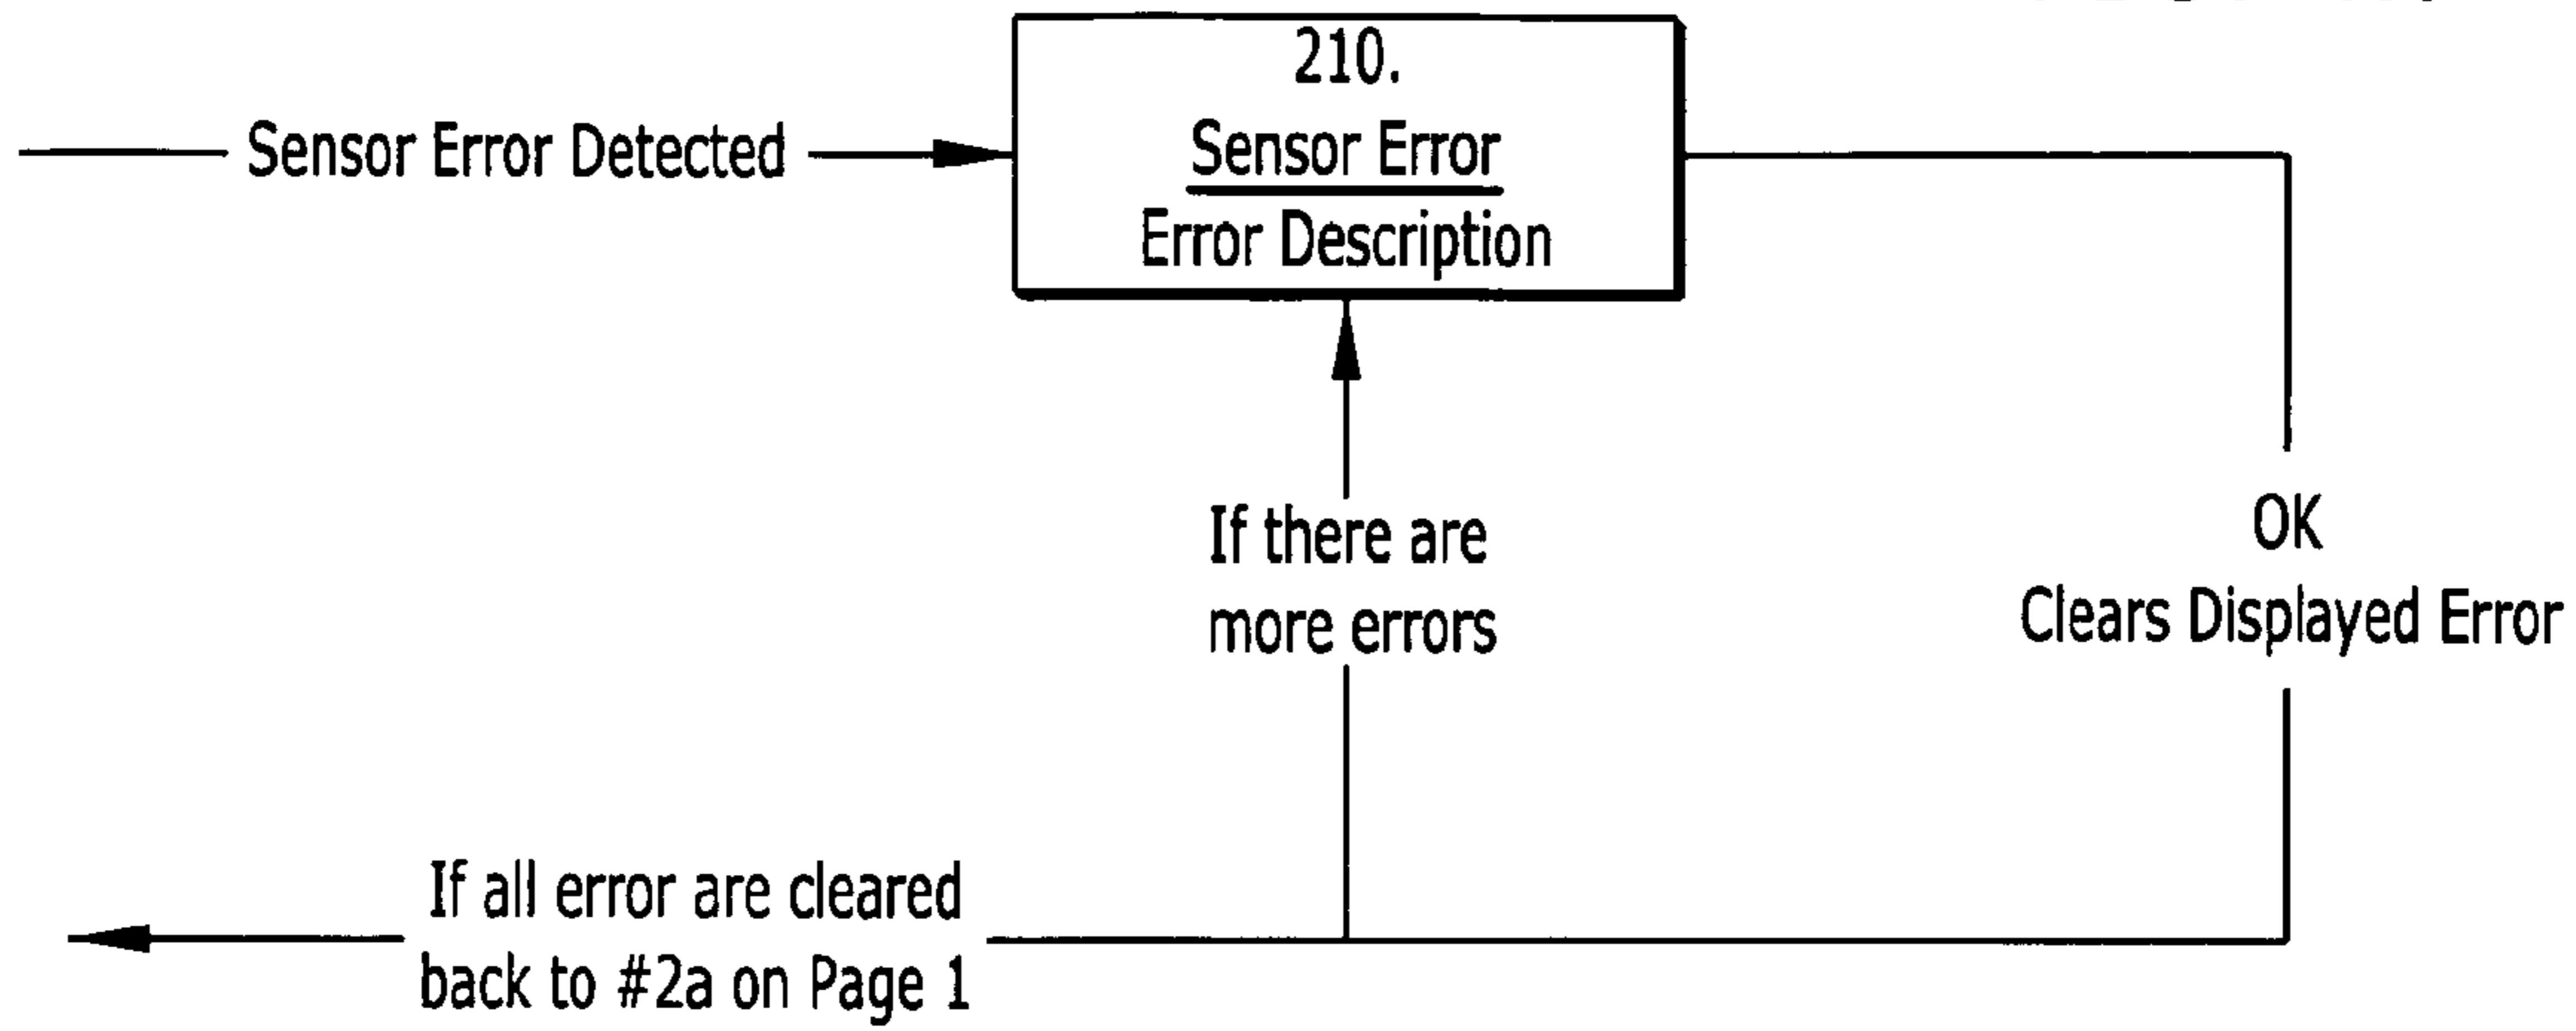 210.
Sensor Error Detected
Sensor Error
Error Description
If there are
more errors
OK
Clears Displayed Error
If all error are cleared
back to #2a on Page 1